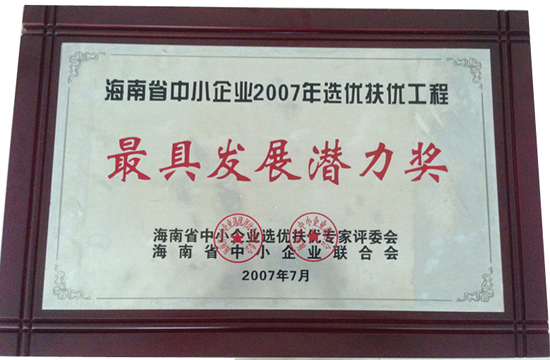 海南省中小企业2007年选优扶优工程
最具发展潜力奖
海南省中小企业选优扶优专家评委会
海南省中小企业联合会
2007年7月